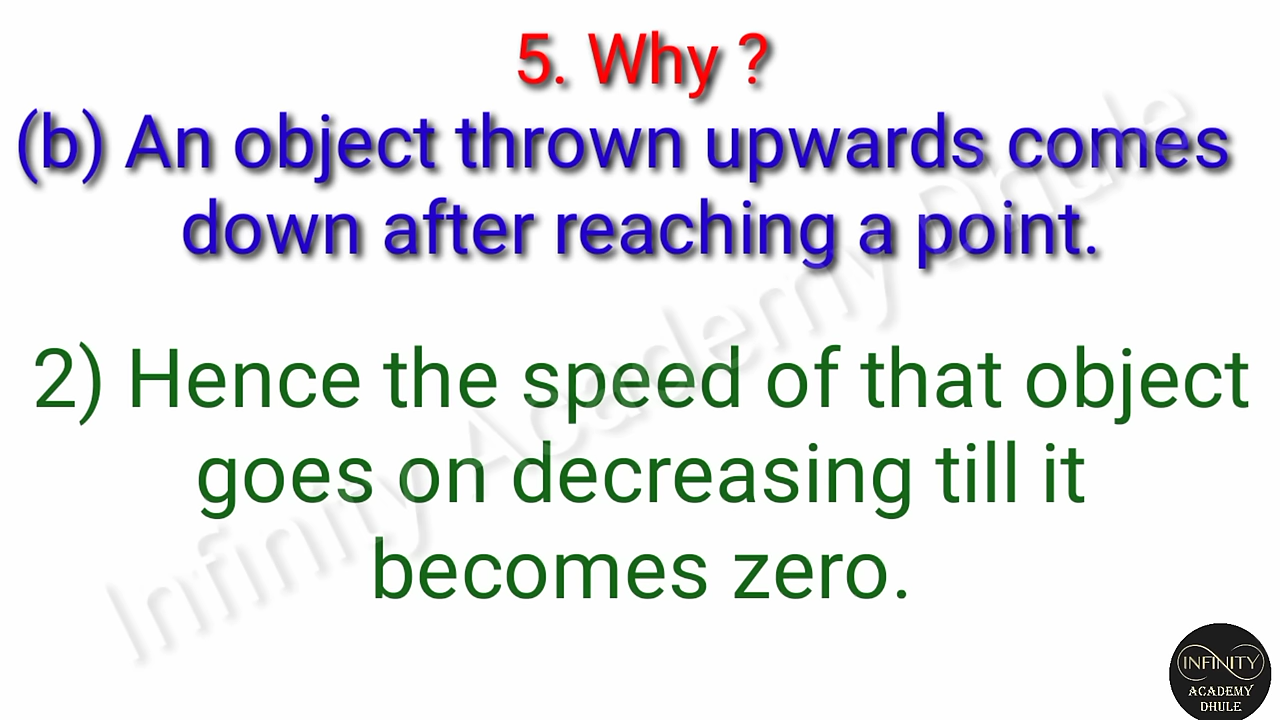 5. Why ?
(b) An object thrown upwards comes
down after reaching a point.
2) Hence the speed of that object
goes on decreasing till it
becomes zero.
Infinity Academy Dhule
INFINITY
ACADEMY
DHULE